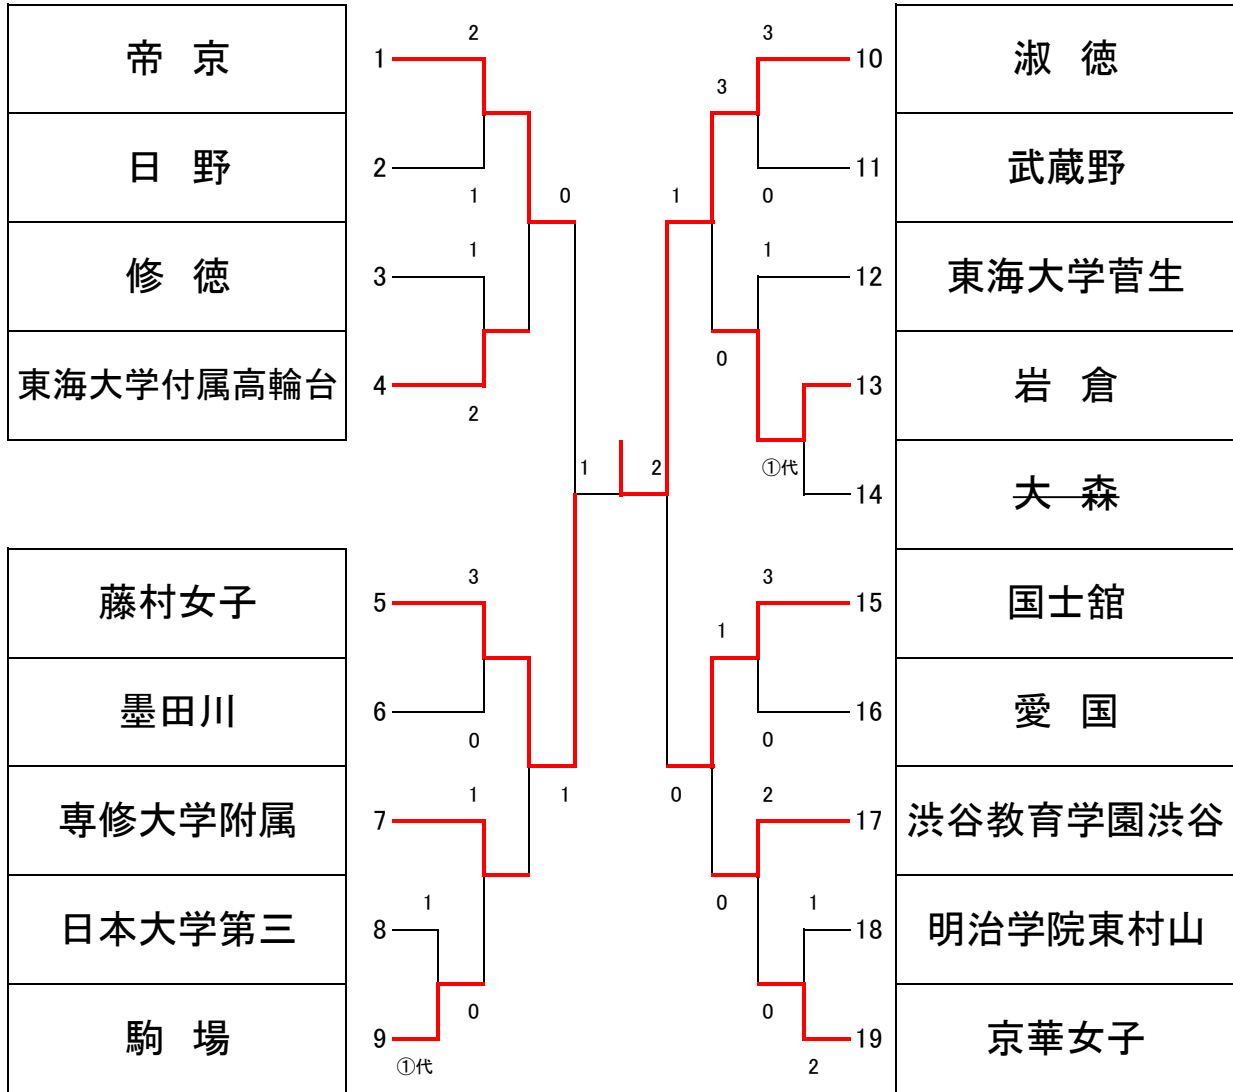 2
3
帝 京
1
10
淑 徳
3
日 野
2
11
武蔵野
1
0
1
0
1
1
修 徳
3
12
東海大学菅生
0
東海大学付属高輪台
4
13
岩 倉
2
1
2
①代
14
大 森
3
3
藤村女子
5
15
国士舘
1
墨田川
6
16
愛 国
0
0
1
1
0
2
専修大学附属
7
17
渋谷教育学園渋谷
1
0
1
日本大学第三
8
18
明治学院東村山
0
0
駒 場
9
19
京華女子
①代
2